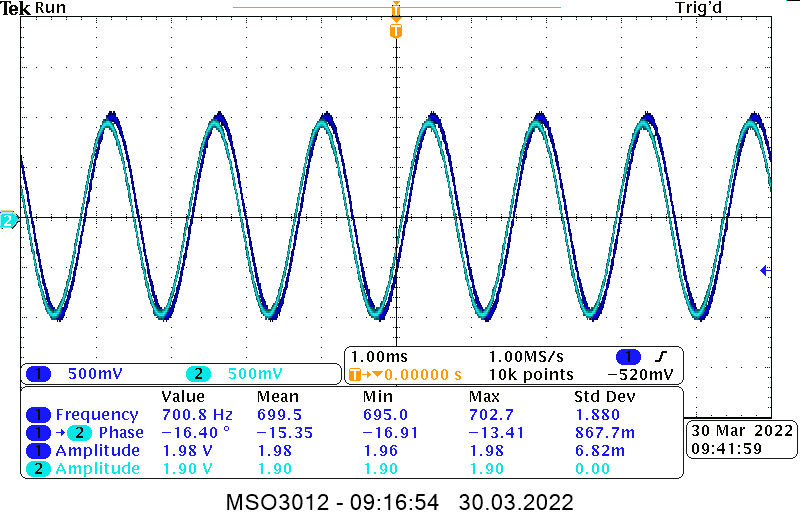 Tek Run Trig'd
T
T
2
1 500mV 2 500mV
1.00ms 1.00MS/s 1
T→▼0.00000 s 10k points −520mV
Value Mean Min Max Std Dev
1 Frequency 700.8 Hz 699.5 695.0 702.7 1.880
1 →2 Phase −16.40 ° −15.35 −16.91 −13.41 867.7m
1 Amplitude 1.98 V 1.98 1.96 1.98 6.82m
2 Amplitude 1.90 V 1.90 1.90 1.90 0.00
30 Mar 2022
09:41:59
MSO3012 - 09:16:54 30.03.2022